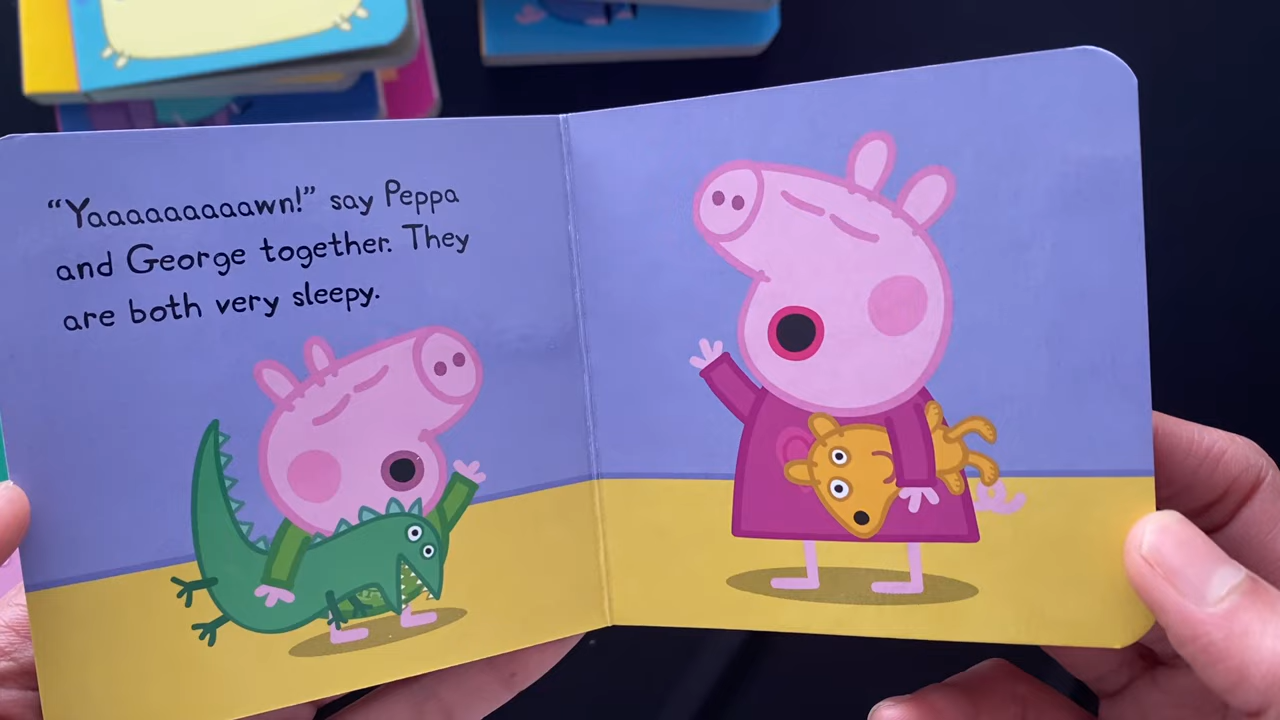 “Yaaaaaaaaawn!” say Peppa
and George together. They
are both very sleepy.